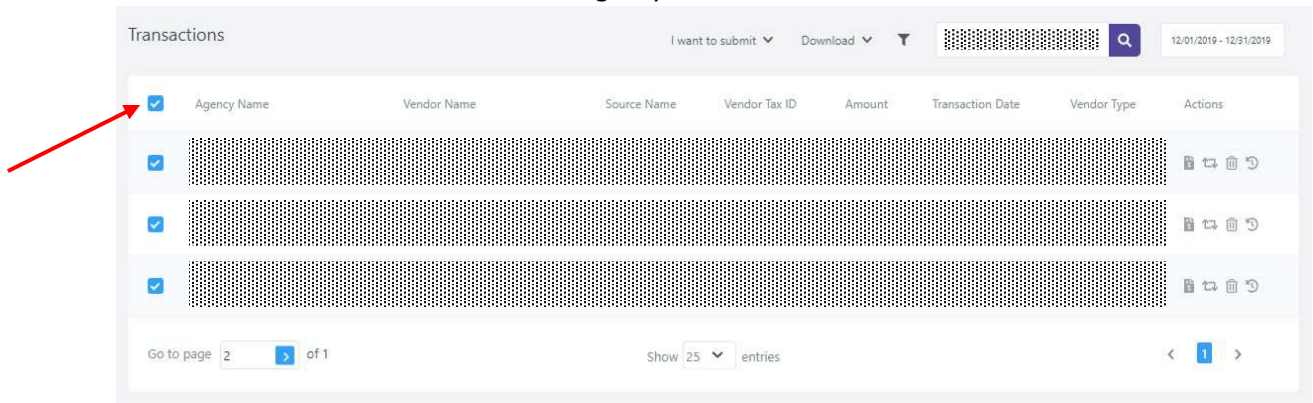 Transactions I want to submit Download 12/01/2019 - 12/31/2019
Agency Name Vendor Name Source Name Vendor Tax ID Amount Transaction Date Vendor Type Actions
Go to page 2 of 1 Show 25 entries 1